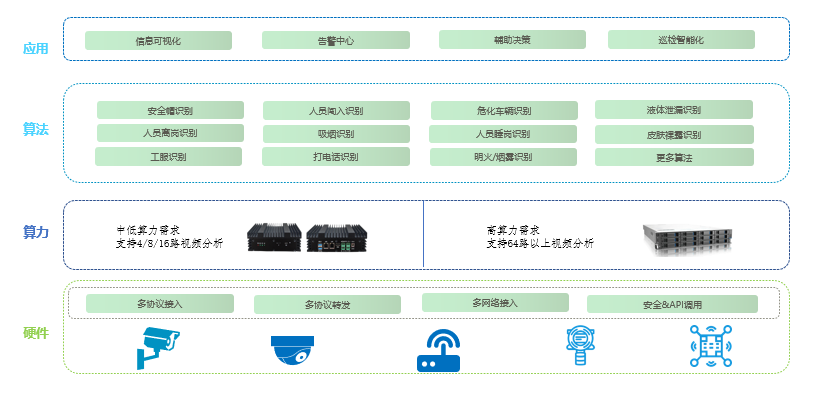 应用
信息可视化
告警中心
辅助决策
巡检智能化
算法
安全帽识别
人员闯入识别
危化车辆识别
液体泄漏识别
人员离岗识别
吸烟识别
人员睡岗识别
皮肤裸露识别
工服识别
打电话识别
明火/烟雾识别
更多算法
算力
中低算力需求
支持4/8/16路视频分析
高算力需求
支持64路以上视频分析
硬件
多协议接入
多协议转发
多网络接入
安全&API调用